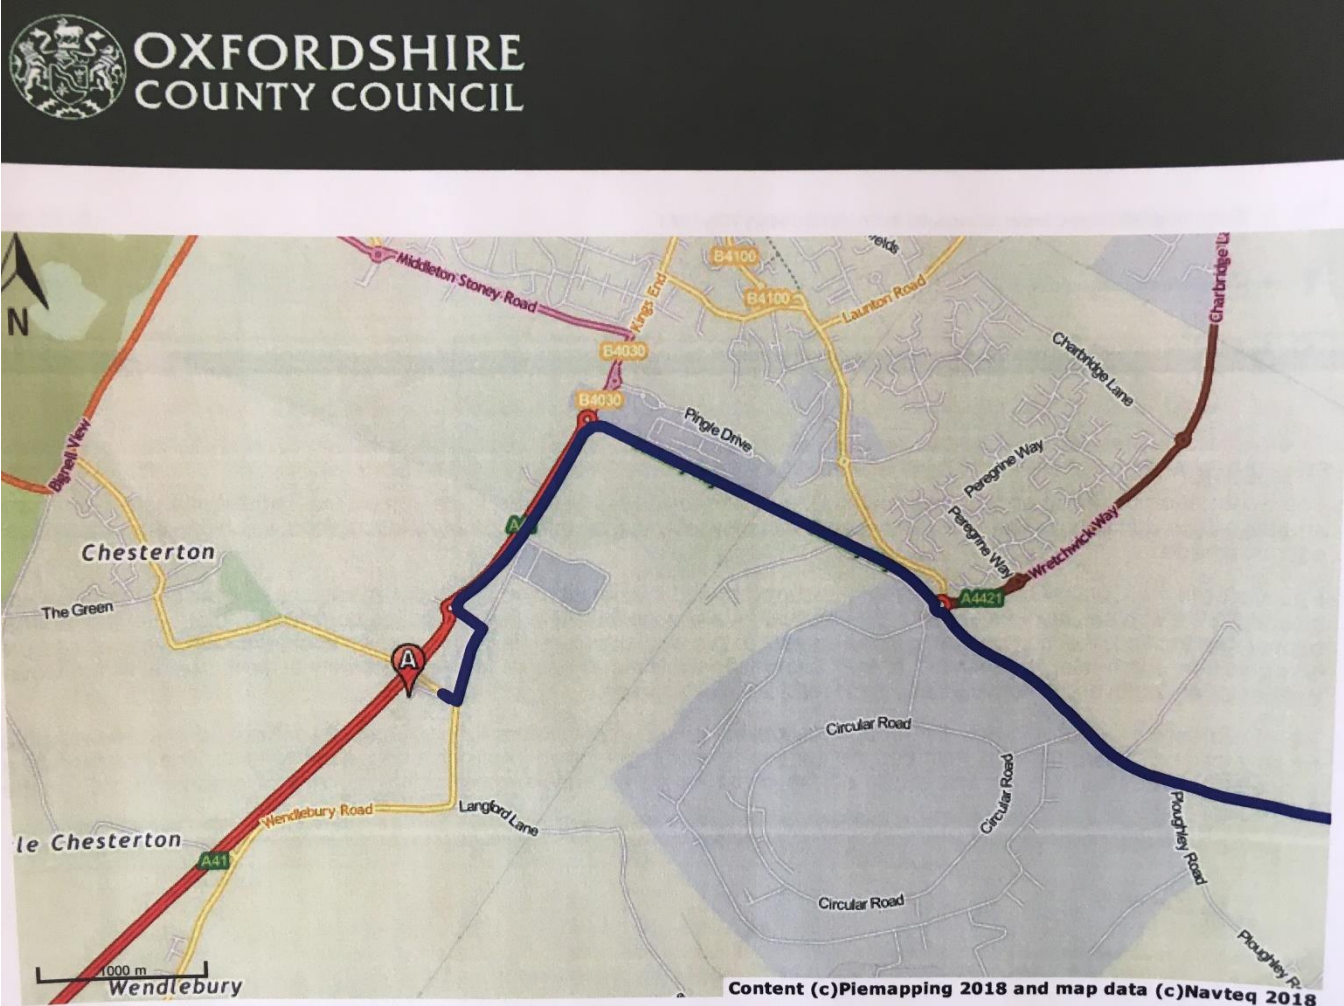 OXFORDSHIRE
COUNTY COUNCIL
N
Middleton Stoney Road
Kings End
B4100
B4100
Launton Road
Charbridge La
B4030
B4030
Pingle Drive
Charbridge Lane
Bignell View
Peregrine Way
Peregrine Way
Wretchwick Way
A4421
Chesterton
The Green
A
Circular Road
Circular Road
Circular Road
Wendlebury Road
Langford Lane
le Chesterton
A41
Ploughley Road
Ploughley R
1000 m
Wendlebury
Content (c)Piemapping 2018 and map data (c)Navteq 2018